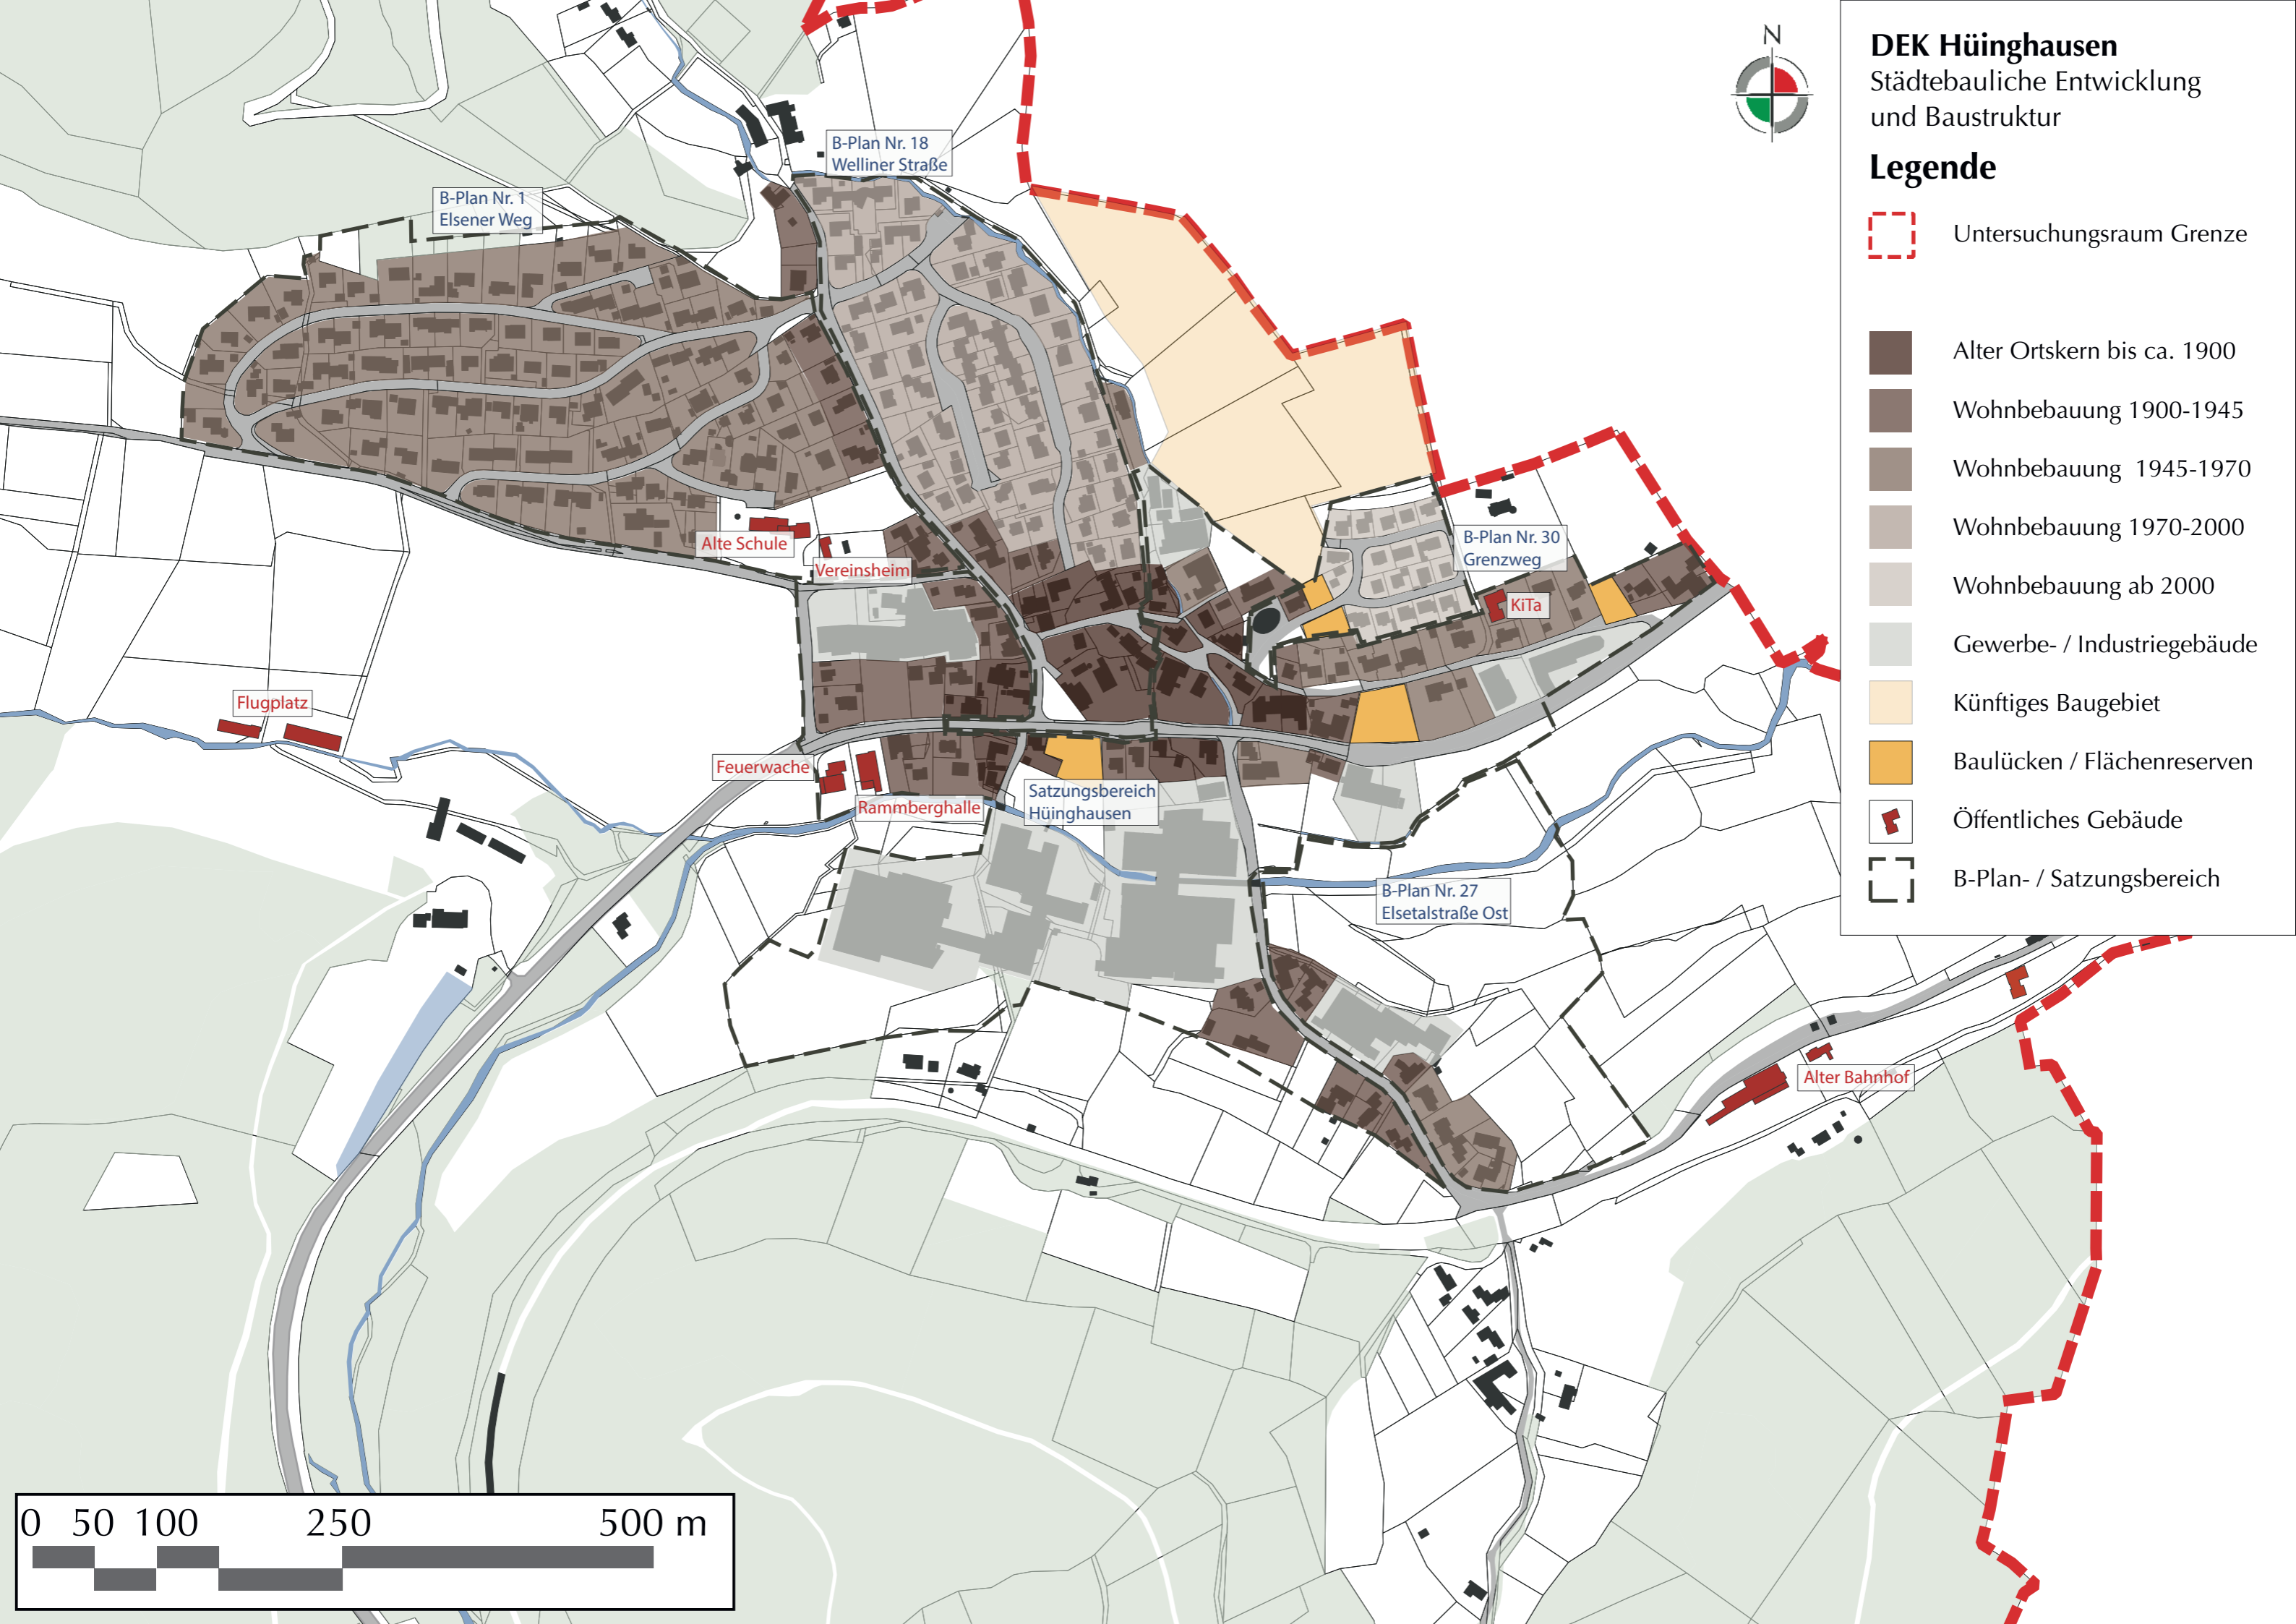 N
DEK Hüinghausen
Städtebauliche Entwicklung
und Baustruktur
Legende
Untersuchungsraum Grenze
Alter Ortskern bis ca. 1900
Wohnbebauung 1900-1945
Wohnbebauung 1945-1970
Wohnbebauung 1970-2000
Wohnbebauung ab 2000
Gewerbe- / Industriegebäude
Künftiges Baugebiet
Baulücken / Flächenreserven
Öffentliches Gebäude
B-Plan- / Satzungsbereich
B-Plan Nr. 18
Welliner Straße
B-Plan Nr. 1
Elsener Weg
B-Plan Nr. 30
Grenzweg
Alte Schule
Vereinsheim
KiTa
Flugplatz
Feuerwache
Rammberghalle
Satzungsbereich
Hüinghausen
B-Plan Nr. 27
Elsetalstraße Ost
Alter Bahnhof
0 50 100 250 500 m